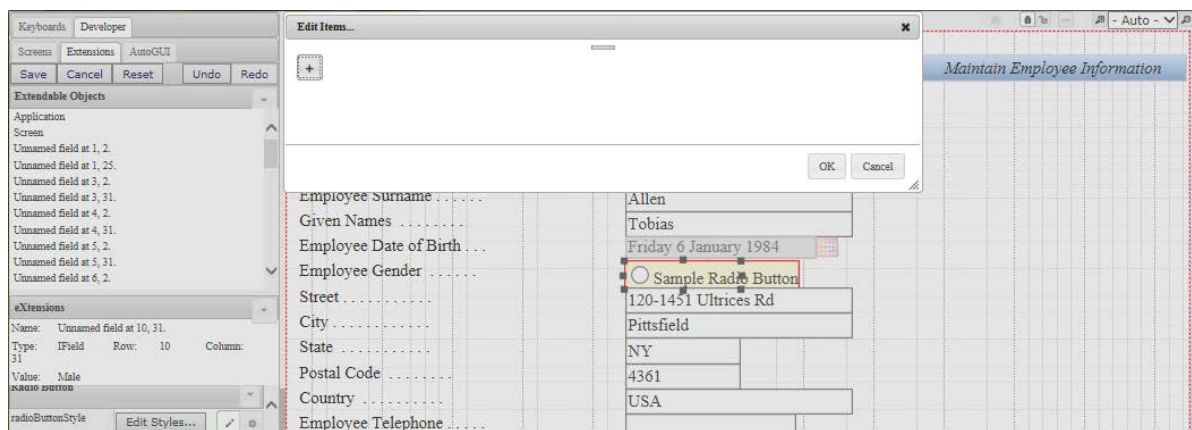 Keyboards Developer
Screens Extensions AutoGUI
Save Cancel Reset Undo Redo
Extendable Objects
Application
Screen
Unnamed field at 1, 2.
Unnamed field at 1, 25.
Unnamed field at 3, 2.
Unnamed field at 3, 31.
Unnamed field at 4, 2.
Unnamed field at 4, 31.
Unnamed field at 5, 2.
Unnamed field at 5, 31.
Unnamed field at 6, 2.
eXtensions
Name: Unnamed field at 10, 31.
Type: IField Row: 10 Column:
31
Value: Male
Radio Button
radioButtonStyle Edit Styles...
Edit Items...
+
OK Cancel
- Auto -
Maintain Employee Information
Employee Surname . . . . . . Allen
Given Names . . . . . . . . Tobias
Employee Date of Birth . . . Friday 6 January 1984
Employee Gender . . . . . . Sample Radio Button
Street . . . . . . . . . . . 120-1451 Ultrices Rd
City . . . . . . . . . . . . Pittsfield
State . . . . . . . . . . . NY
Postal Code . . . . . . . . 4361
Country . . . . . . . . . . USA
Employee Telephone . . . . .